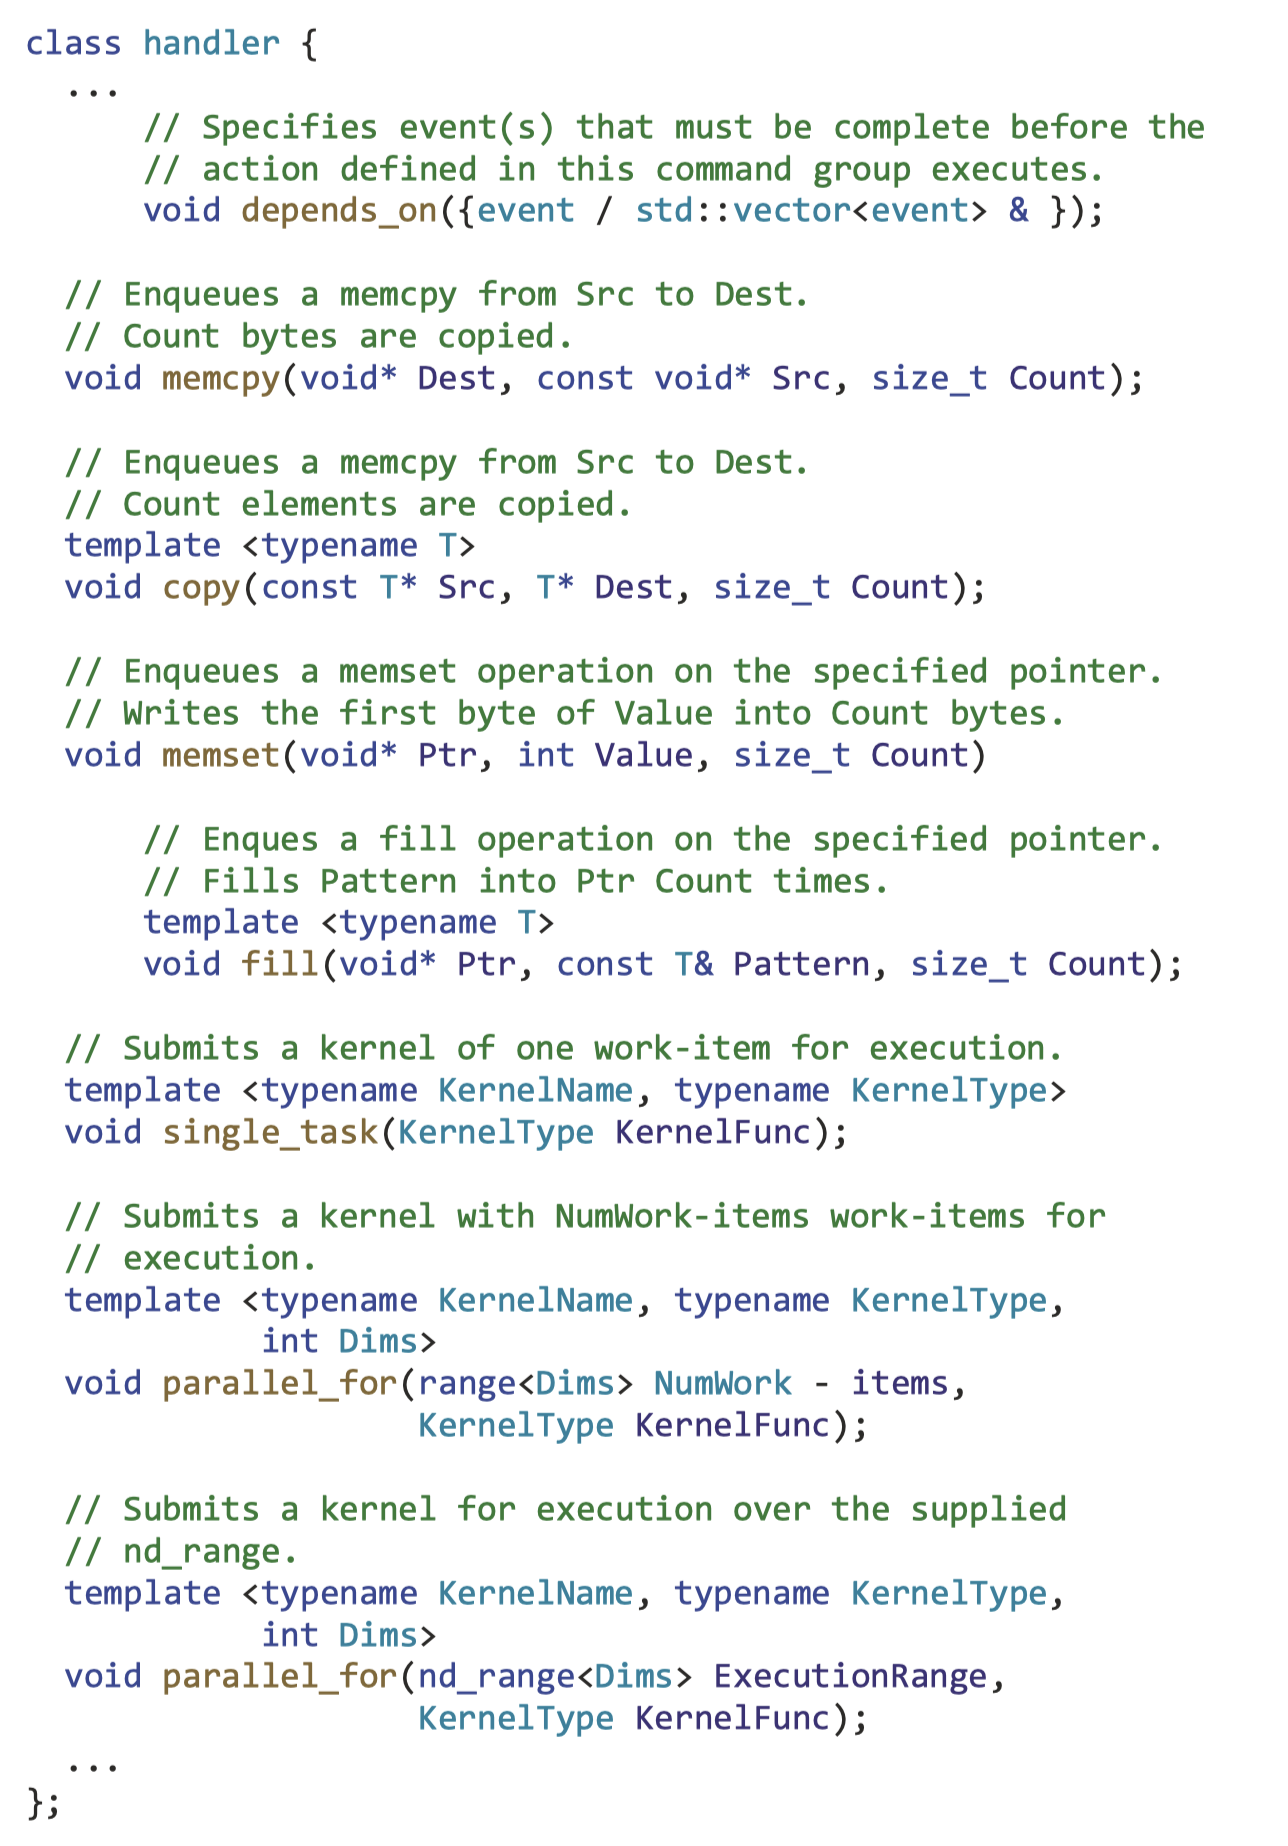 class handler {
  ...
      // Specifies event(s) that must be complete before the
      // action defined in this command group executes.
      void depends_on({event / std::vector<event> & });

  // Enqueues a memcpy from Src to Dest.
  // Count bytes are copied.
  void memcpy(void* Dest, const void* Src, size_t Count);

  // Enqueues a memcpy from Src to Dest.
  // Count elements are copied.
  template <typename T>
  void copy(const T* Src, T* Dest, size_t Count);

  // Enqueues a memset operation on the specified pointer.
  // Writes the first byte of Value into Count bytes.
  void memset(void* Ptr, int Value, size_t Count)

      // Enques a fill operation on the specified pointer.
      // Fills Pattern into Ptr Count times.
      template <typename T>
      void fill(void* Ptr, const T& Pattern, size_t Count);

  // Submits a kernel of one work-item for execution.
  template <typename KernelName, typename KernelType>
  void single_task(KernelType KernelFunc);

  // Submits a kernel with NumWork-items work-items for
  // execution.
  template <typename KernelName, typename KernelType,
            int Dims>
  void parallel_for(range<Dims> NumWork - items,
                    KernelType KernelFunc);

  // Submits a kernel for execution over the supplied
  // nd_range.
  template <typename KernelName, typename KernelType,
            int Dims>
  void parallel_for(nd_range<Dims> ExecutionRange,
                    KernelType KernelFunc);
  ...
};